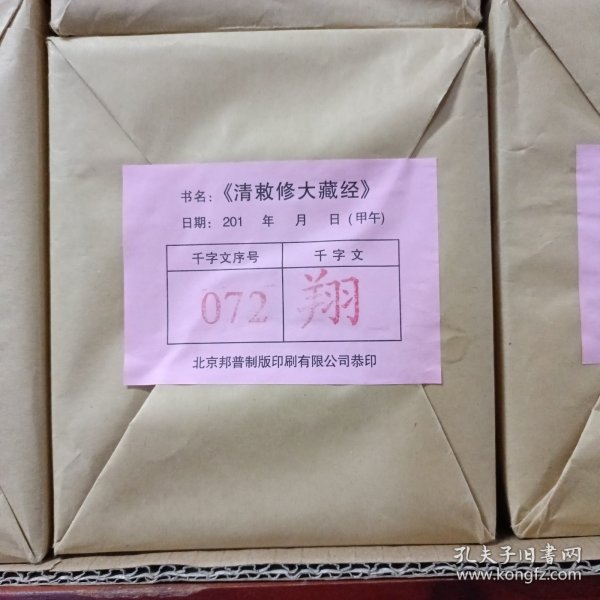 书名：《清敕修大藏经》
日期：201 年 月 日（甲午）
千字文序号 千字文
072 翔
北京邦普制版印刷有限公司恭印
孔夫子旧书网
www.kongfz.com